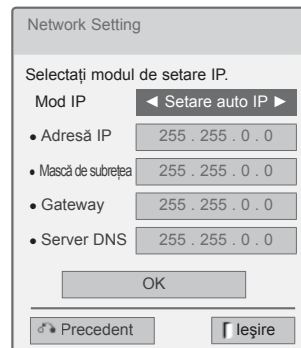 Network Setting
Selectați modul de setare IP.
Mod IP ◄ Setare auto IP ►
• Adresă IP 255 . 255 . 0 . 0
• Mască de subrețea 255 . 255 . 0 . 0
• Gateway 255 . 255 . 0 . 0
• Server DNS 255 . 255 . 0 . 0
OK
Precedent Ieşire